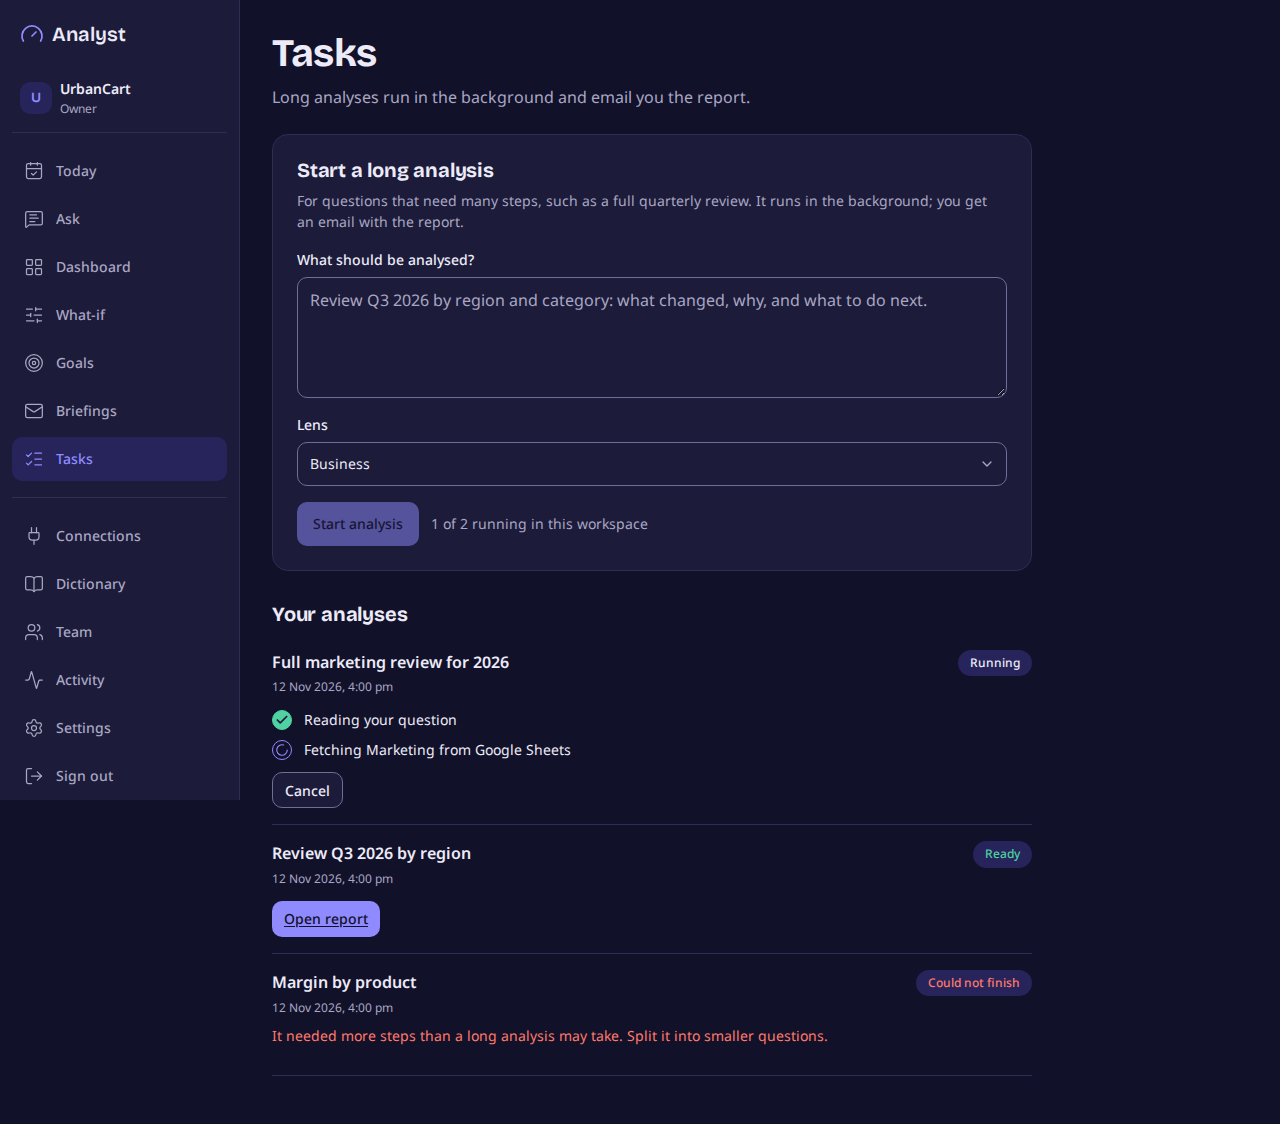 Analyst
U
UrbanCart
Owner
Today
Ask
Dashboard
What-if
Goals
Briefings
Tasks
Connections
Dictionary
Team
Activity
Settings
Sign out
Tasks
Long analyses run in the background and email you the report.
Start a long analysis
For questions that need many steps, such as a full quarterly review. It runs in the background; you get
an email with the report.
What should be analysed?
Review Q3 2026 by region and category: what changed, why, and what to do next.
Lens
Business
Start analysis
1 of 2 running in this workspace
Your analyses
Full marketing review for 2026
Running
12 Nov 2026, 4:00 pm
Reading your question
Fetching Marketing from Google Sheets
Cancel
Review Q3 2026 by region
Ready
12 Nov 2026, 4:00 pm
Open report
Margin by product
Could not finish
12 Nov 2026, 4:00 pm
It needed more steps than a long analysis may take. Split it into smaller questions.